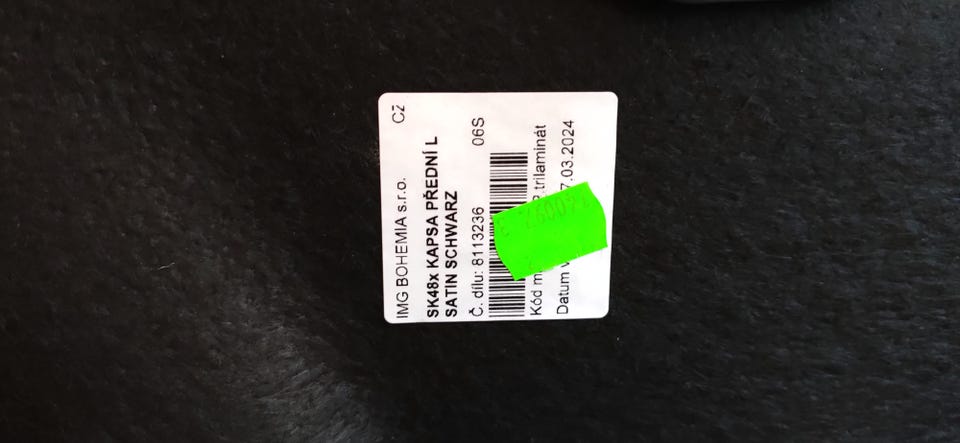 IMG BOHEMIA s.r.o. CZ
SK48x KAPSA PŘEDNÍ L
SATIN SCHWARZ
Č. dílu: 8113236 06S
Kód trilaminát
Datum 7.03.2024